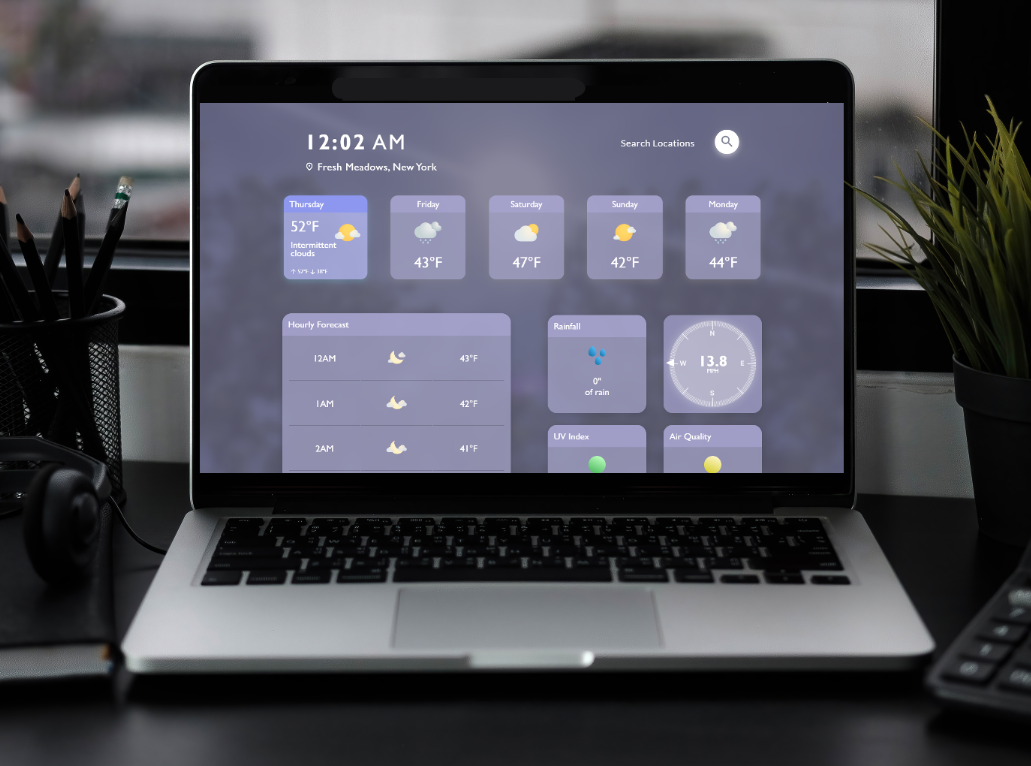 12:02 AM
Fresh Meadows, New York
Search Locations
Thursday
52°F
Intermittent
clouds
Friday
43°F
Saturday
47°F
Sunday
42°F
Monday
44°F
Hourly Forecast
12AM 43°F
1AM 42°F
2AM 41°F
Rainfall
0"
of rain
N
W 13.8 E
MPH
S
UV Index
Air Quality